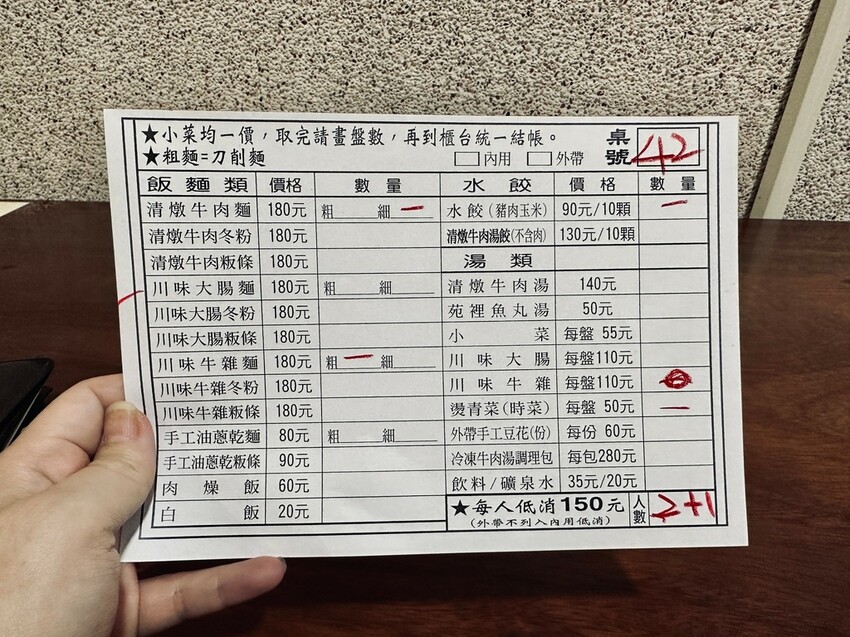 ★小菜均一價，取完請畫盤數，再到櫃台統一結帳。
★粗麵=刀削麵 內用 外帶
桌號 42
飯麵類 價格 數量 水餃 價格 數量
清燉牛肉麵 180元 粗 細 一 水餃(豬肉玉米) 90元/10顆 一
清燉牛肉冬粉 180元 清燉牛肉湯餃(不含肉) 130元/10顆
清燉牛肉粄條 180元 湯類
川味大腸麵 180元 粗 細 清燉牛肉湯 140元
川味大腸冬粉 180元 苑裡魚丸湯 50元
川味大腸粄條 180元 小菜 每盤 55元
川味牛雜麵 180元 粗 一 細 川味大腸 每盤110元
川味牛雜冬粉 180元 川味牛雜 每盤110元
川味牛雜粄條 180元 燙青菜(時菜) 每盤 50元 一
手工油蔥乾麵 80元 粗 細 外帶手工豆花(份) 每份 60元
手工油蔥乾粄條 90元 冷凍牛肉湯調理包 每包280元
肉燥飯 60元 飲料/礦泉水 35元/20元
白飯 20元 ★每人低消150元 人數 2+1
(外帶不列入內用低消)